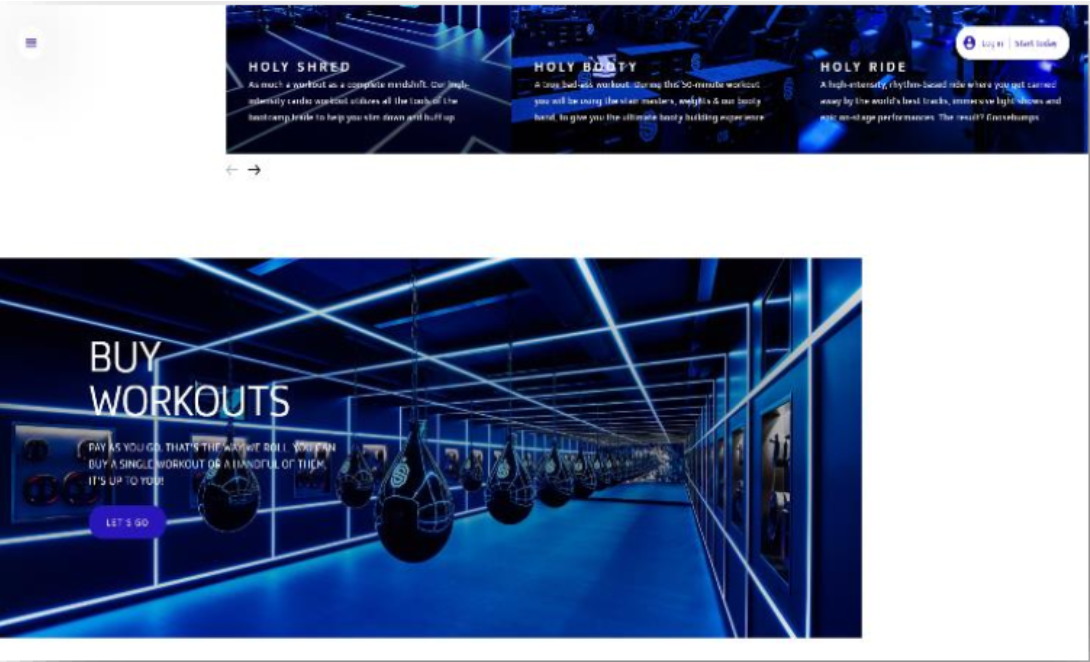 Log in | Start today
HOLY SHRED
As much a workout as a complete mindshift. Our high-
intensity cardio workout utilizes all the tools of the
bootcamp trade to help you slim down and buff up
HOLY BOOTY
A true bad-ass workout. During this 50-minute workout
you will be using the stair masters, weights & our booty
band, to give you the ultimate booty building experience
HOLY RIDE
A high-intensity, rhythm-based ride where you get carried
away by the world's best tracks, immersive light shows and
epic on-stage performances. The result? Goosebumps
BUY
WORKOUTS
PAY AS YOU GO. THAT'S THE WAY WE ROLL. YOU CAN
BUY A SINGLE WORKOUT OR A HANDFUL OF THEM,
IT'S UP TO YOU!
LET'S GO